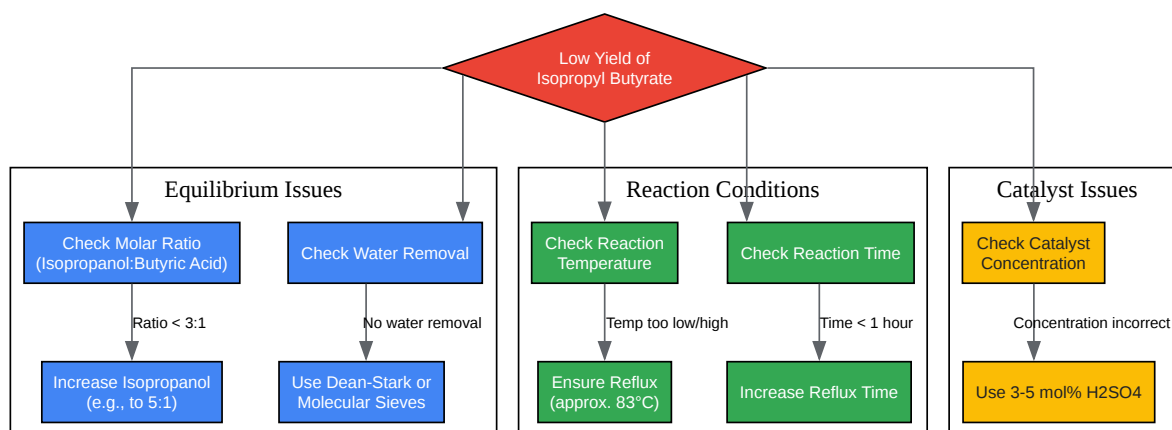 Low Yield of
Isopropyl Butyrate
Equilibrium Issues
Reaction Conditions
Catalyst Issues
Check Molar Ratio
(Isopropanol:Butyric Acid)
Check Water Removal
Check Reaction
Temperature
Check Reaction Time
Check Catalyst
Concentration
Ratio < 3:1
No water removal
Temp too low/high
Time < 1 hour
Concentration incorrect
Increase Isopropanol
(e.g., to 5:1)
Use Dean-Stark or
Molecular Sieves
Ensure Reflux
(approx. 83°C)
Increase Reflux Time
Use 3-5 mol% H2SO4